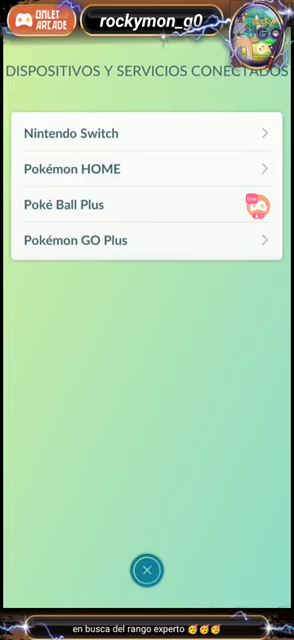 OMLET
ARCADE
rockymon_g0
DISPOSITIVOS Y SERVICIOS CONECTADOS
Nintendo Switch
Pokémon HOME
Poké Ball Plus
Live
Pokémon GO Plus
en busca del rango experto 🥳🥳🥳